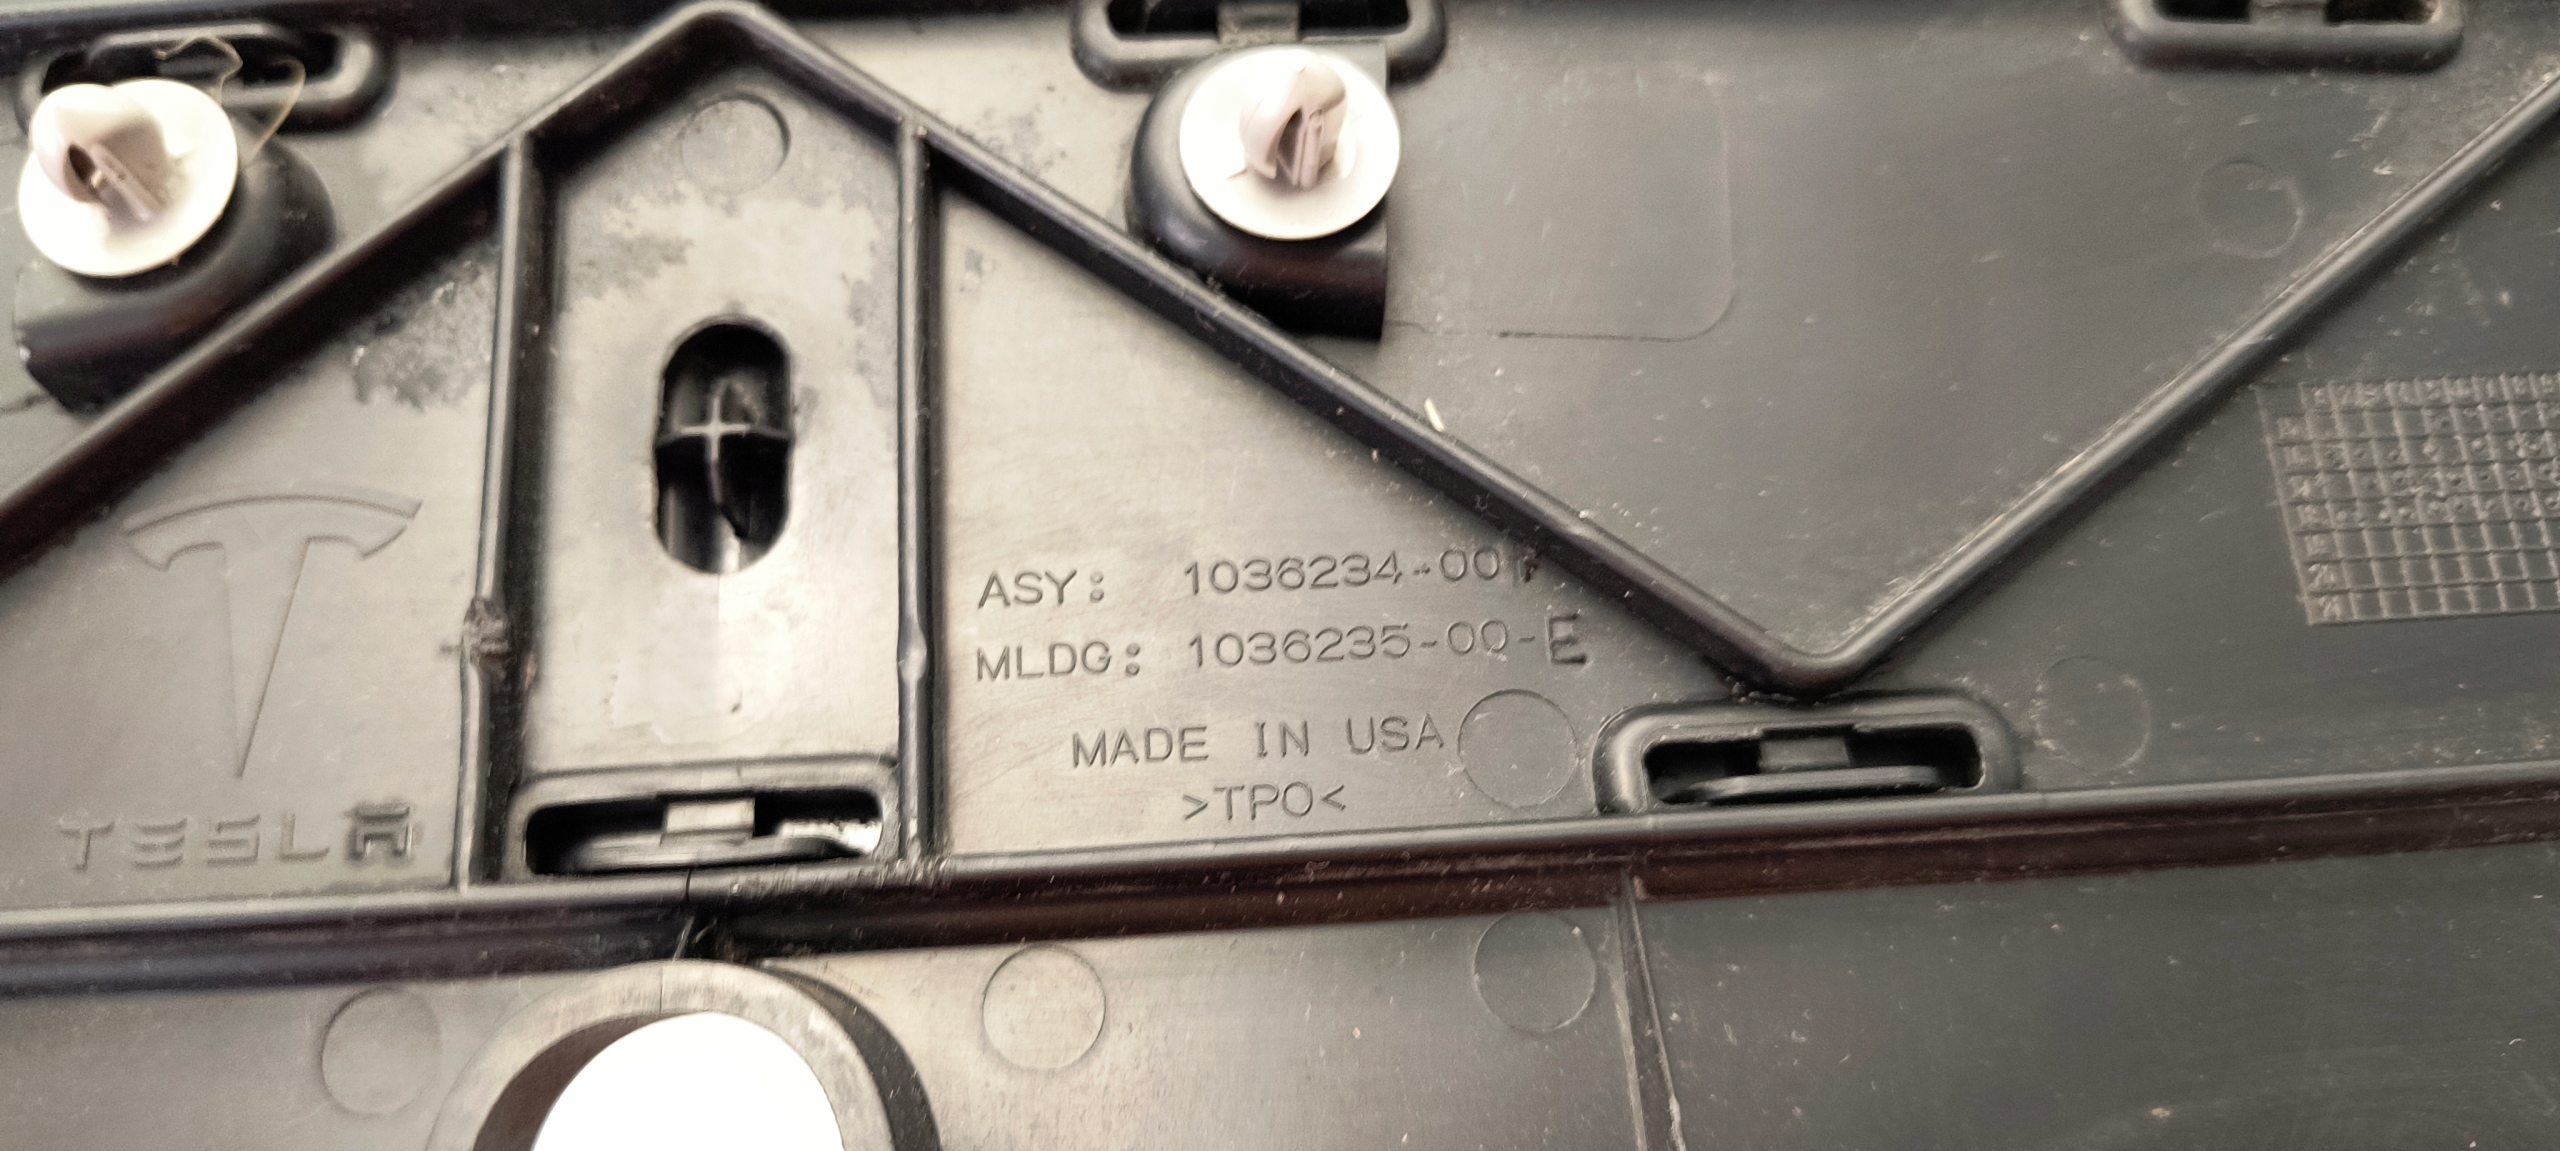 ASY: 1036234-00
MLDG: 1036235-00-E
MADE IN USA
>TPO<
TESLA